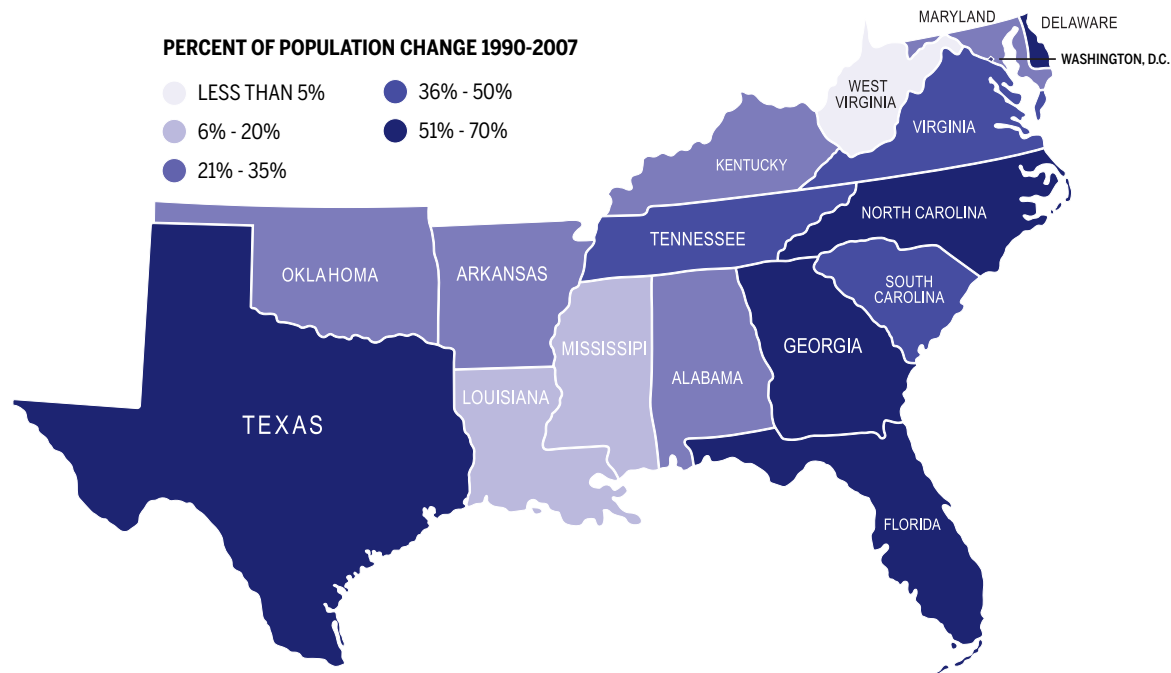 PERCENT OF POPULATION CHANGE 1990-2007
LESS THAN 5%
6% - 20%
21% - 35%
36% - 50%
51% - 70%
MARYLAND
DELAWARE
WASHINGTON, D.C.
WEST
VIRGINIA
VIRGINIA
KENTUCKY
NORTH CAROLINA
TENNESSEE
OKLAHOMA
ARKANSAS
SOUTH
CAROLINA
MISSISSIPI
GEORGIA
ALABAMA
LOUISIANA
TEXAS
FLORIDA